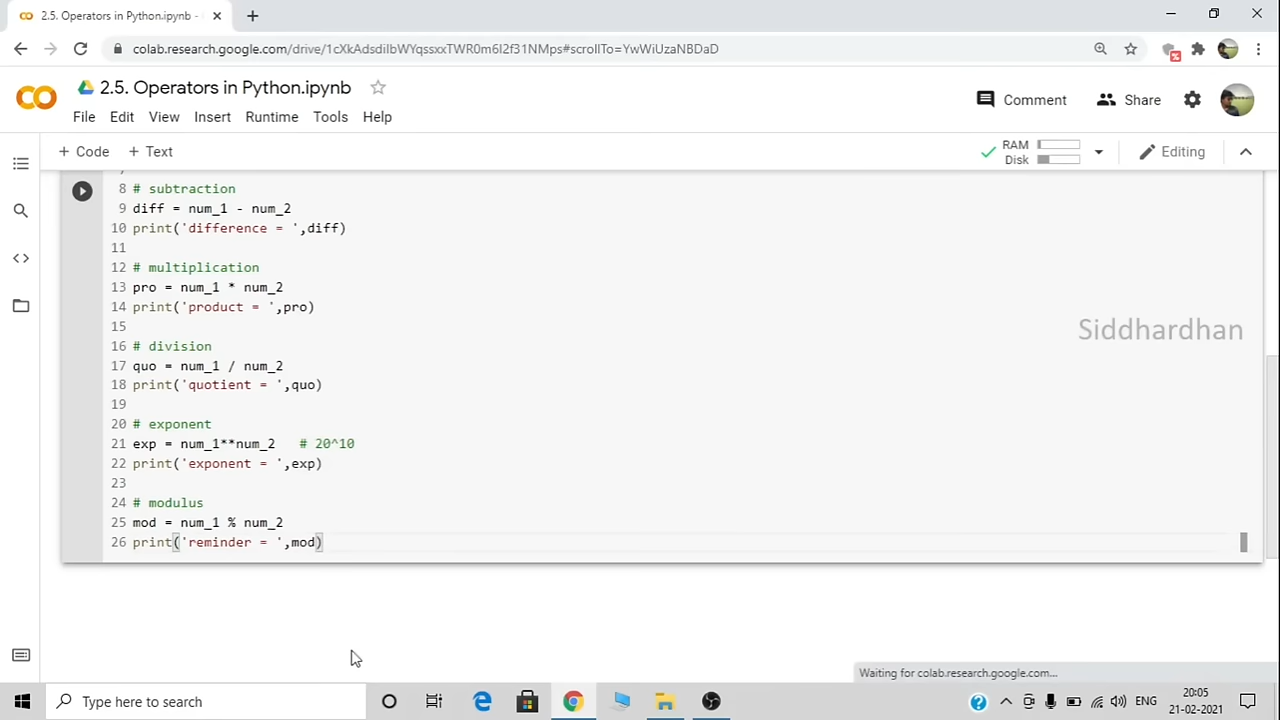 2.5. Operators in Python.ipynb -
colab.research.google.com/drive/1cXkAdsdiIbWYqssxxTWR0m6I2f31NMps#scrollTo=YwWiUzaNBDaD
2.5. Operators in Python.ipynb
Comment
Share
File Edit View Insert Runtime Tools Help
+ Code + Text
RAM
Disk
Editing
7
8 # subtraction
9 diff = num_1 - num_2
10 print('difference = ',diff)
11
12 # multiplication
13 pro = num_1 * num_2
14 print('product = ',pro)
15
16 # division
17 quo = num_1 / num_2
18 print('quotient = ',quo)
19
20 # exponent
21 exp = num_1**num_2   # 20^10
22 print('exponent = ',exp)
23
24 # modulus
25 mod = num_1 % num_2
26 print('reminder = ',mod)
Siddhardhan
Waiting for colab.research.google.com...
Type here to search
ENG
20:05
21-02-2021